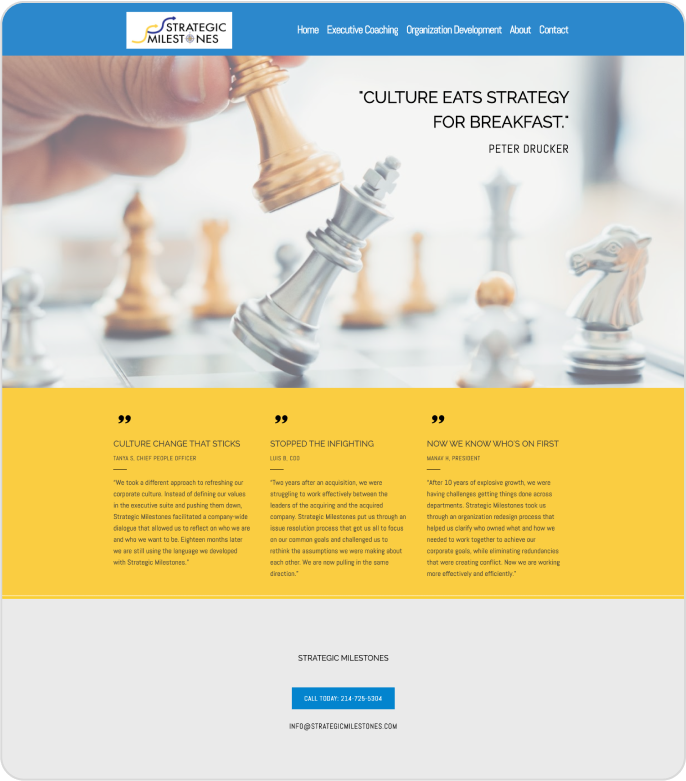 STRATEGIC
MILESTONES
Home Executive Coaching Organization Development About Contact
"CULTURE EATS STRATEGY
FOR BREAKFAST."
PETER DRUCKER
CULTURE CHANGE THAT STICKS
TANYA S, CHIEF PEOPLE OFFICER
"We took a different approach to refreshing our
corporate culture. Instead of defining our values
in the executive suite and pushing them down,
Strategic Milestones facilitated a company-wide
dialogue that allowed us to reflect on who we are
and who we want to be. Eighteen months later
we are still using the language we developed
with Strategic Milestones."
STOPPED THE INFIGHTING
LUIS B, COO
"Two years after an acquisition, we were
struggling to work effectively between the
leaders of the acquiring and the acquired
company. Strategic Milestones put us through an
issue resolution process that got us all to focus
on our common goals and challenged us to
rethink the assumptions we were making about
each other. We are now pulling in the same
direction."
NOW WE KNOW WHO'S ON FIRST
MANAV H, PRESIDENT
"After 10 years of explosive growth, we were
having challenges getting things done across
departments. Strategic Milestones took us
through an organization redesign process that
helped us clarify who owned what and how we
needed to work together to achieve our
corporate goals, while eliminating redundancies
that were creating conflict. Now we are working
more effectively and efficiently."
STRATEGIC MILESTONES
CALL TODAY: 214-725-5304
INFO@STRATEGICMILESTONES.COM